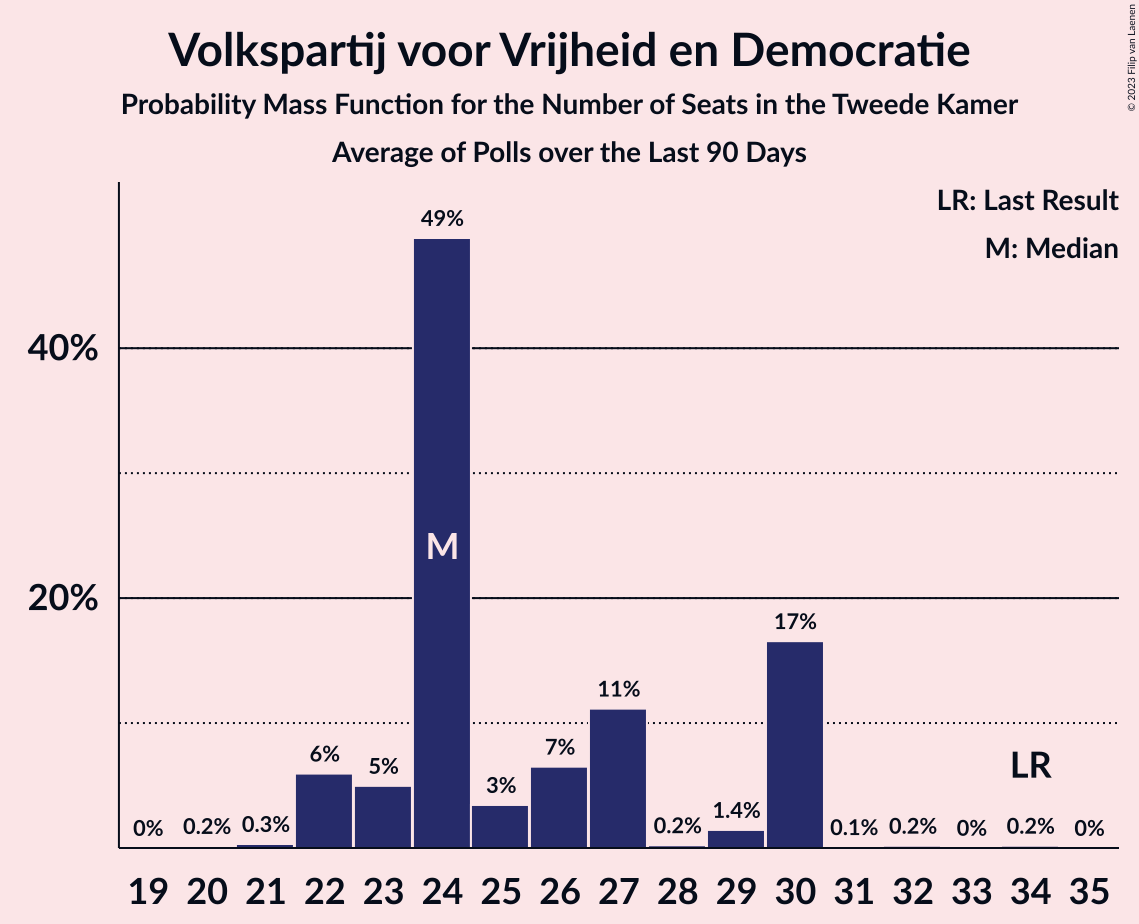 Volkspartij voor Vrijheid en Democratie
Probability Mass Function for the Number of Seats in the Tweede Kamer
Average of Polls over the Last 90 Days
© 2023 Filip van Laenen
LR: Last Result
M: Median
49%
40%
M
20%
17%
11%
LR
7%
6%
5%
3%
1.4%
0% 0.2% 0.3% 0.2% 0.1% 0.2% 0% 0.2% 0%
19 20 21 22 23 24 25 26 27 28 29 30 31 32 33 34 35